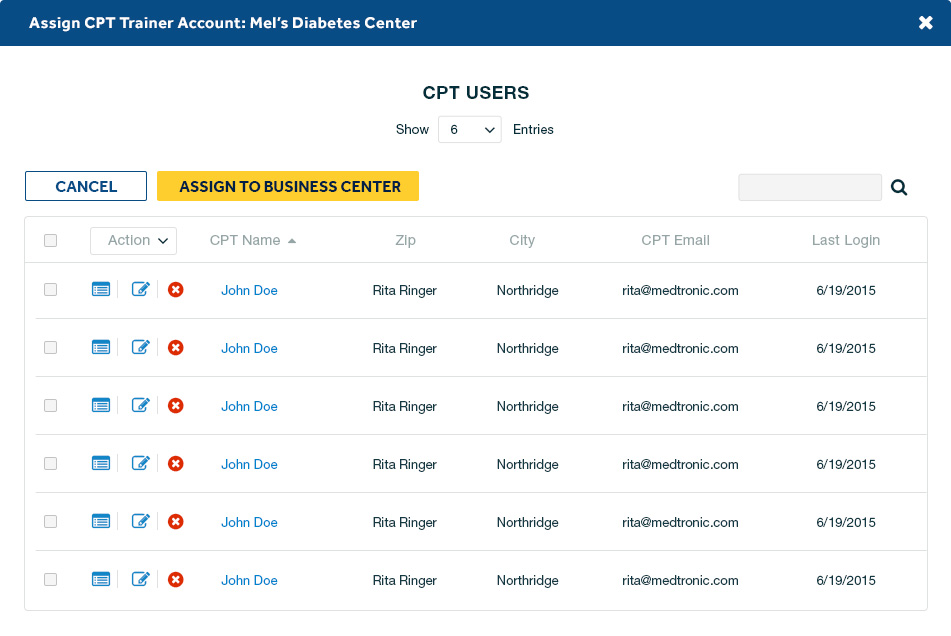 Assign CPT Trainer Account: Mel's Diabetes Center
CPT USERS
Show 6 Entries
CANCEL ASSIGN TO BUSINESS CENTER
Action CPT Name Zip City CPT Email Last Login
John Doe Rita Ringer Northridge rita@medtronic.com 6/19/2015
John Doe Rita Ringer Northridge rita@medtronic.com 6/19/2015
John Doe Rita Ringer Northridge rita@medtronic.com 6/19/2015
John Doe Rita Ringer Northridge rita@medtronic.com 6/19/2015
John Doe Rita Ringer Northridge rita@medtronic.com 6/19/2015
John Doe Rita Ringer Northridge rita@medtronic.com 6/19/2015